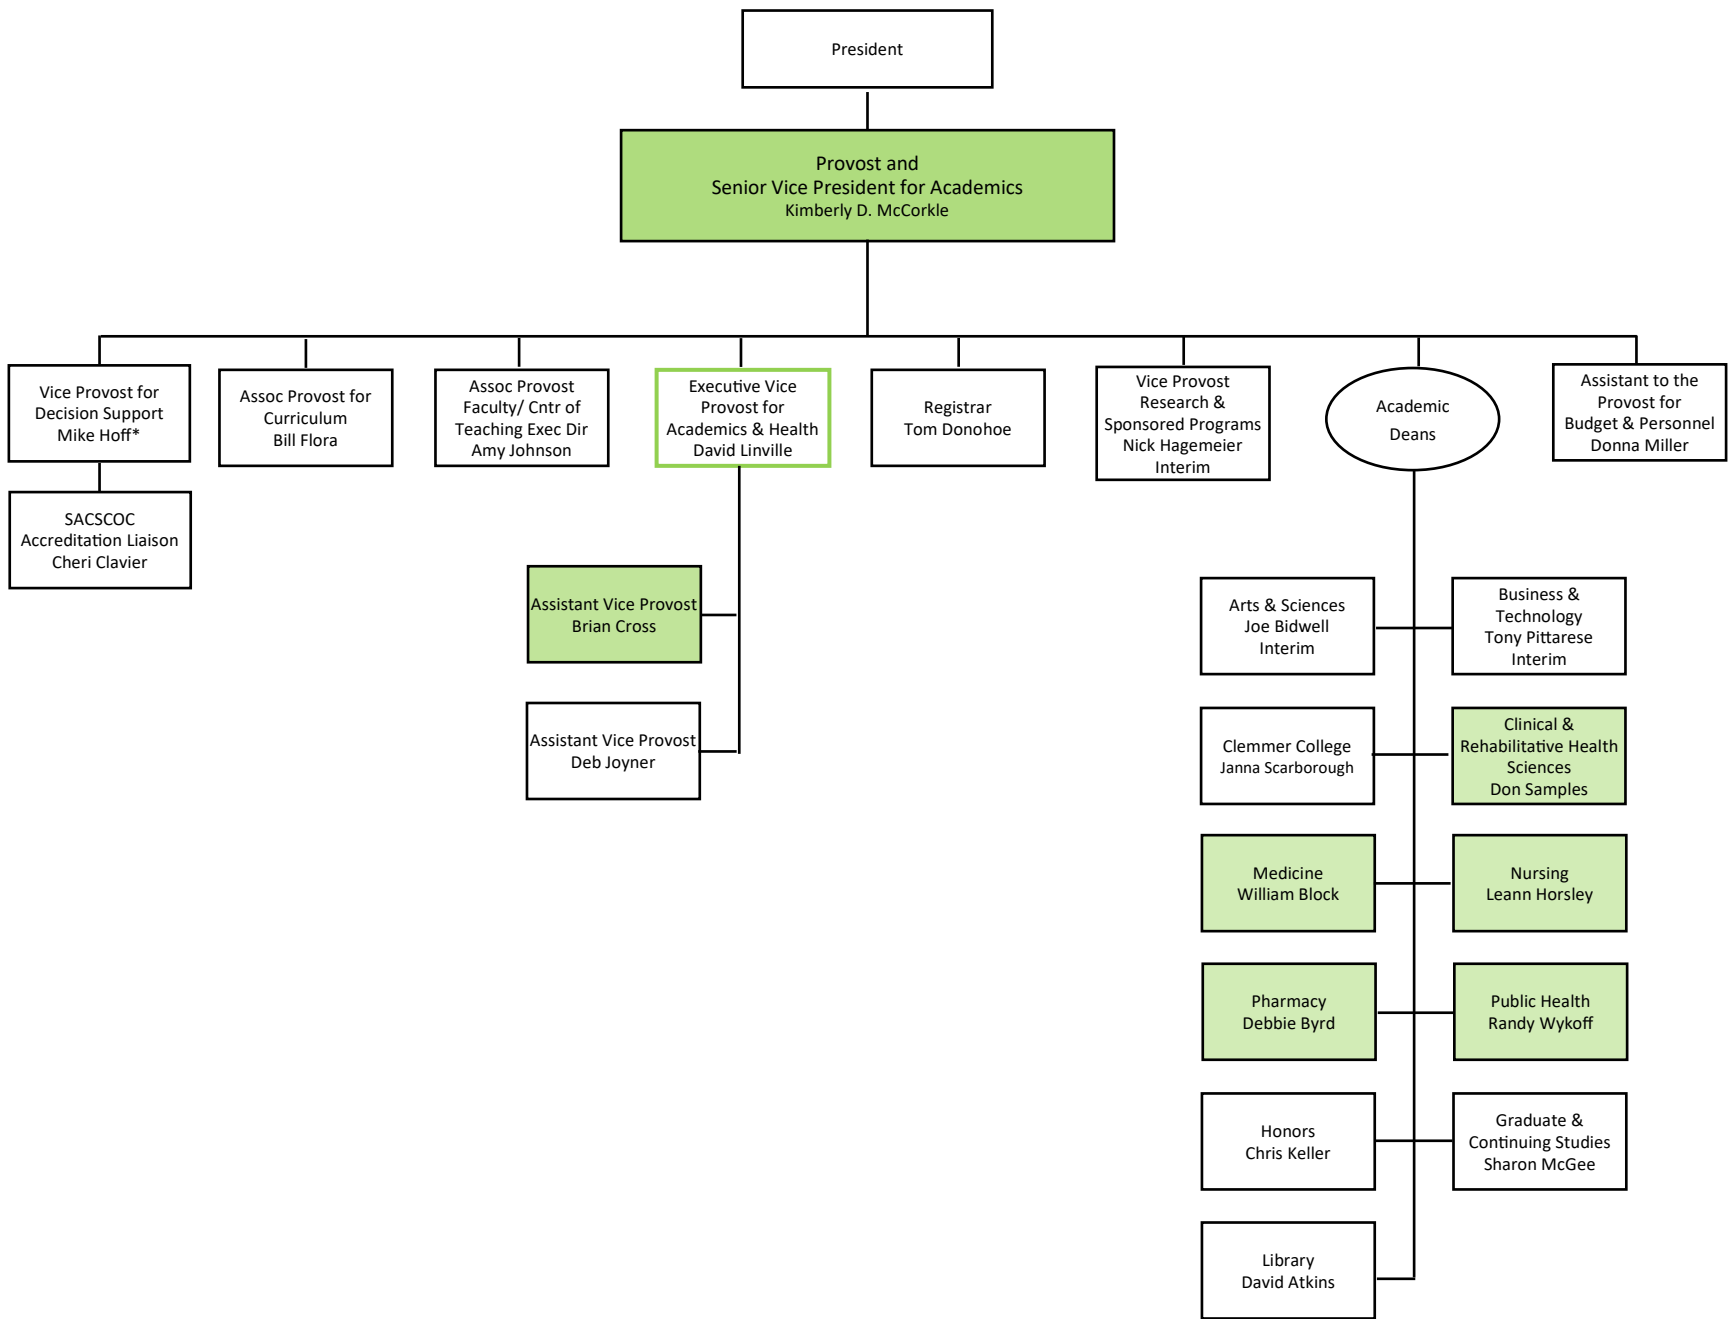 President
Provost and
Senior Vice President for Academics
Kimberly D. McCorkle
Vice Provost for
Decision Support
Mike Hoff*
Assoc Provost for
Curriculum
Bill Flora
Assoc Provost
Faculty/ Cntr of
Teaching Exec Dir
Amy Johnson
Executive Vice
Provost for
Academics & Health
David Linville
Registrar
Tom Donohoe
Vice Provost
Research &
Sponsored Programs
Nick Hagemeier
Interim
Academic
Deans
Assistant to the
Provost for
Budget & Personnel
Donna Miller
SACSCOC
Accreditation Liaison
Cheri Clavier
Assistant Vice Provost
Brian Cross
Assistant Vice Provost
Deb Joyner
Arts & Sciences
Joe Bidwell
Interim
Business &
Technology
Tony Pittarese
Interim
Clemmer College
Janna Scarborough
Clinical &
Rehabilitative Health
Sciences
Don Samples
Medicine
William Block
Nursing
Leann Horsley
Pharmacy
Debbie Byrd
Public Health
Randy Wykoff
Honors
Chris Keller
Graduate &
Continuing Studies
Sharon McGee
Library
David Atkins